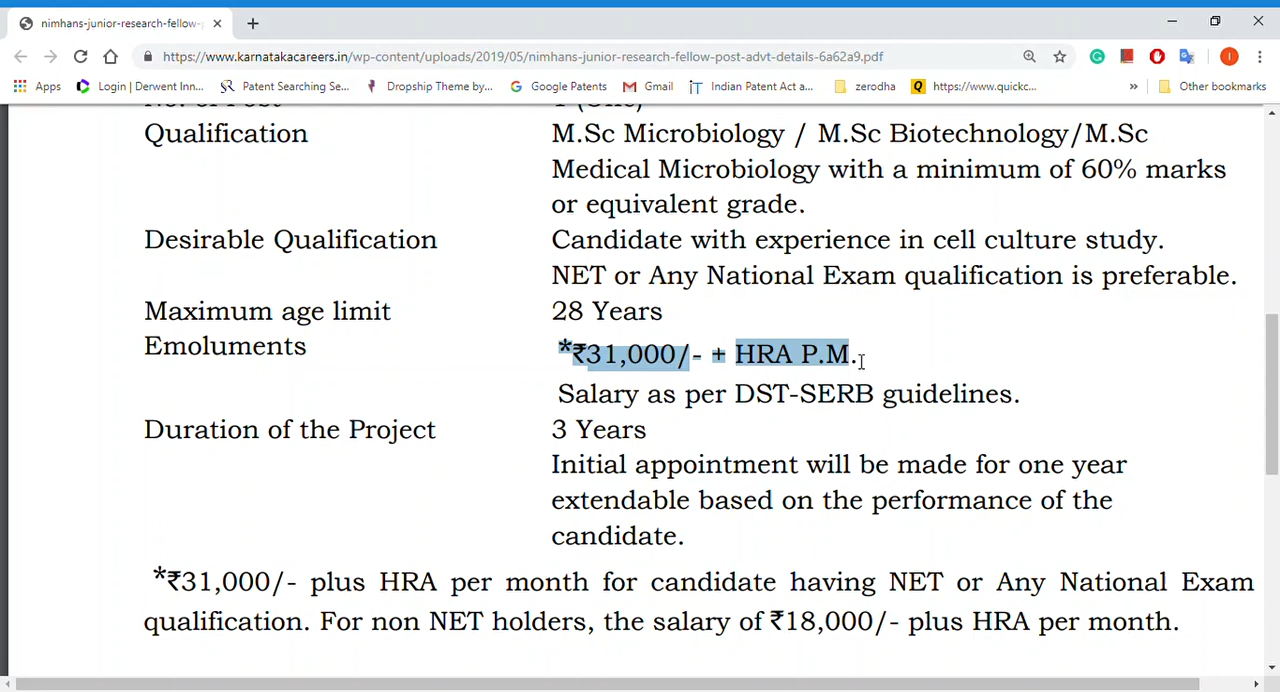 nimhans-junior-research-fellow-p
https://www.karnatakacareers.in/wp-content/uploads/2019/05/nimhans-junior-research-fellow-post-advt-details-6a62a9.pdf
Apps Login | Derwent Inn... Patent Searching Se... Dropship Theme by... Google Patents Gmail Indian Patent Act a... zerodha https://www.quickc... » Other bookmarks
No. of Post 1 (One)
Qualification M.Sc Microbiology / M.Sc Biotechnology/M.Sc
Medical Microbiology with a minimum of 60% marks
or equivalent grade.
Desirable Qualification Candidate with experience in cell culture study.
NET or Any National Exam qualification is preferable.
Maximum age limit 28 Years
Emoluments *₹31,000/- + HRA P.M.
Salary as per DST-SERB guidelines.
Duration of the Project 3 Years
Initial appointment will be made for one year
extendable based on the performance of the
candidate.
*₹31,000/- plus HRA per month for candidate having NET or Any National Exam
qualification. For non NET holders, the salary of ₹18,000/- plus HRA per month.